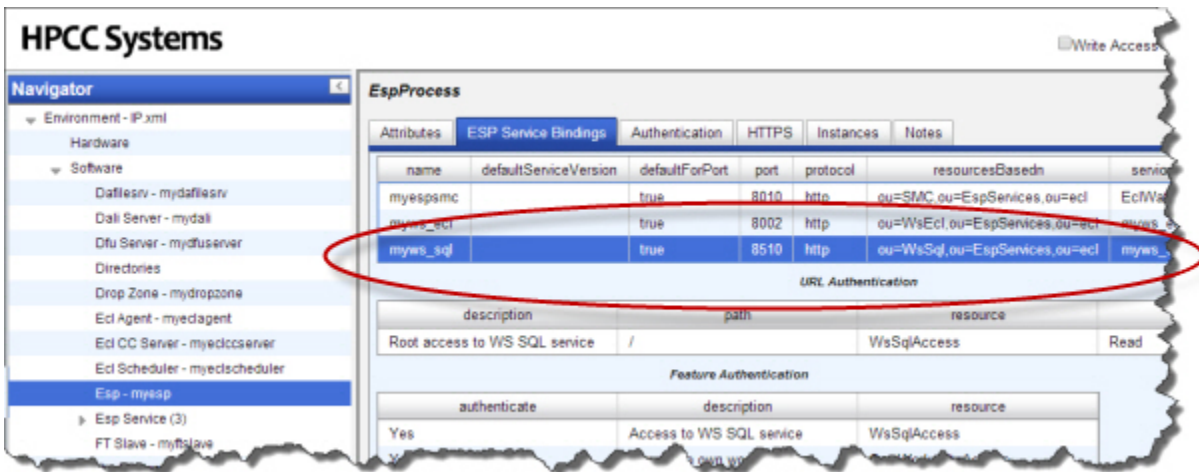 HPCC Systems
Write Access
Navigator
Environment - IP.xml
Hardware
Software
Dafilesrv - mydafilesrv
Dali Server - mydali
Dfu Server - mydfuserver
Directories
Drop Zone - mydropzone
Ecl Agent - myeclagent
Ecl CC Server - myeclccserver
Ecl Scheduler - myeclscheduler
Esp - myesp
Esp Service (3)
FT Slave - myftslave
EspProcess
Attributes ESP Service Bindings Authentication HTTPS Instances Notes
name defaultServiceVersion defaultForPort port protocol resourcesBasedn
myespsmc true 8010 http ou=SMC,ou=EspServices,ou=ecl
myws_ecl true 8002 http ou=WsEcl,ou=EspServices,ou=ecl
myws_sql true 8510 http ou=WsSql,ou=EspServices,ou=ecl
URL Authentication
description path resource
Root access to WS SQL service / WsSqlAccess Read
Feature Authentication
authenticate description resource
Yes Access to WS SQL service WsSqlAccess
own